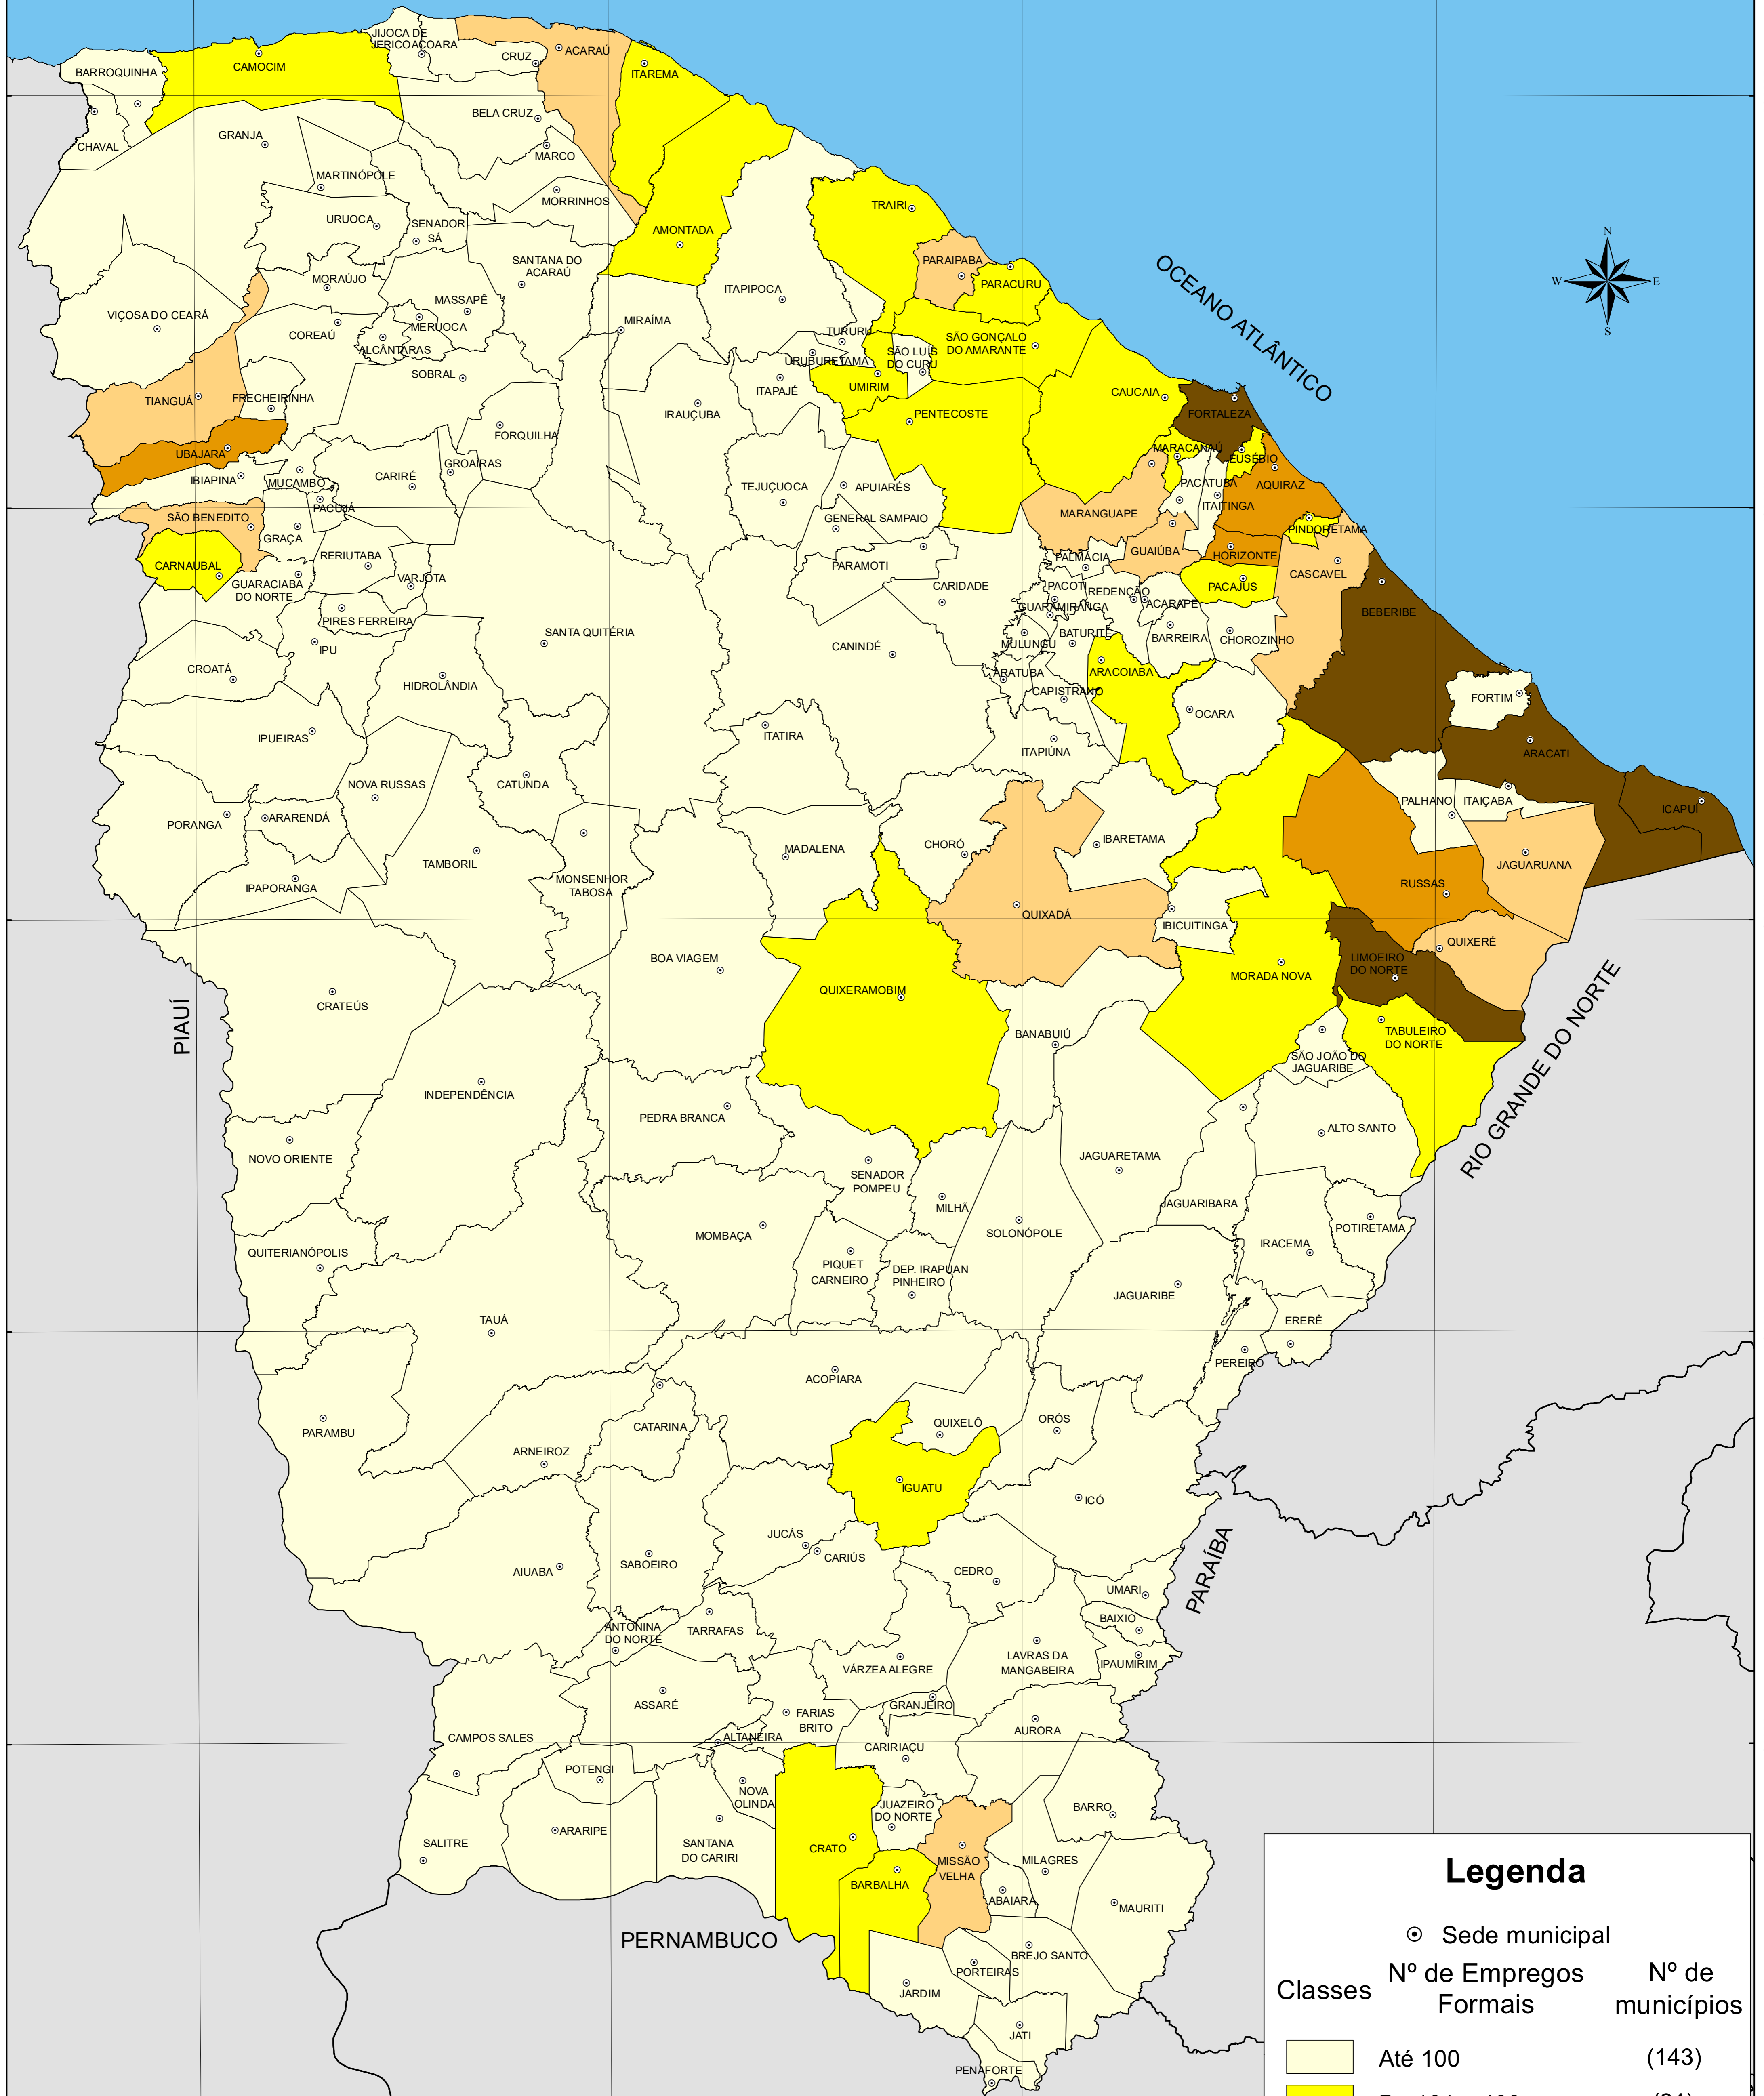 JIJOCA DE
JERICOACOARA
CRUZ
ACARAÚ
BARROQUINHA
CAMOCIM
ITAREMA
BELA CRUZ
GRANJA
CHAVAL
MARCO
MARTINÓPOLE
MORRINHOS
TRAIRI
URUOCA
SENADOR
SÁ
AMONTADA
N
W
E
S
OCEANO ATLÂNTICO
SANTANA DO
ACARAÚ
PARAIPABA
MORAÚJO
PARACURU
ITAPIPOCA
MASSAPÊ
VIÇOSA DO CEARÁ
MIRAÍMA
MERUOCA
COREAÚ
TURURU
SÃO GONÇALO
DO AMARANTE
ALCÂNTARAS
SÃO LUÍS
DO CURU
URUBURETAMA
SOBRAL
UMIRIM
ITAPAJÉ
CAUCAIA
FRECHEIRINHA
TIANGUÁ
IRAUÇUBA
PENTECOSTE
FORTALEZA
FORQUILHA
MARACANAÚ
UBAJARA
EUSÉBIO
GROAÍRAS
IBIAPINA
MUCAMBO
CARIRÉ
TEJUÇUOCA
APUIARÉS
PACATUBA
AQUIRAZ
PACUJÁ
ITAITINGA
SÃO BENEDITO
MARANGUAPE
GENERAL SAMPAIO
PINDORETAMA
GRAÇA
RERIUTABA
GUAIÚBA
HORIZONTE
PALMÁCIA
CARNAUBAL
PARAMOTI
CASCAVEL
VARJOTA
GUARACIABA
DO NORTE
CARIDADE
PACOTI
REDENÇÃO
PACAJUS
ACARAPE
GUARAMIRANGA
BEBERIBE
PIRES FERREIRA
SANTA QUITÉRIA
BATURITÉ
BARREIRA
CHOROZINHO
MULUNGU
CANINDÉ
IPU
CROATÁ
ARATUBA
ARACOIABA
HIDROLÂNDIA
CAPISTRANO
FORTIM
OCARA
IPUEIRAS
ITATIRA
ITAPIÚNA
ARACATI
NOVA RUSSAS
CATUNDA
PALHANO
ITAIÇABA
ICAPUÍ
PORANGA
ARARENDÁ
IBARETAMA
CHORÓ
MADALENA
TAMBORIL
JAGUARUANA
MONSENHOR
TABOSA
IPAPORANGA
RUSSAS
QUIXADÁ
IBICUITINGA
QUIXERÉ
BOA VIAGEM
LIMOEIRO
DO NORTE
MORADA NOVA
QUIXERAMOBIM
CRATEÚS
PIAUÍ
BANABUIÚ
TABULEIRO
DO NORTE
RIO GRANDE DO NORTE
SÃO JOÃO DO
JAGUARIBE
INDEPENDÊNCIA
PEDRA BRANCA
ALTO SANTO
NOVO ORIENTE
JAGUARETAMA
SENADOR
POMPEU
JAGUARIBARA
MILHÃ
POTIRETAMA
MOMBAÇA
SOLONÓPOLE
IRACEMA
QUITERIANÓPOLIS
PIQUET
CARNEIRO
DEP. IRAPUAN
PINHEIRO
JAGUARIBE
TAUÁ
ERERÊ
PEREIRO
ACOPIARA
CATARINA
QUIXELÔ
ORÓS
PARAMBU
ARNEIROZ
IGUATU
ICÓ
JUCÁS
CARIÚS
SABOEIRO
AIUABA
CEDRO
UMARI
PARAÍBA
BAIXIO
ANTONINA
DO NORTE
TARRAFAS
LAVRAS DA
MANGABEIRA
IPAUMIRIM
VÁRZEA ALEGRE
ASSARÉ
GRANJEIRO
FARIAS
BRITO
AURORA
CAMPOS SALES
ALTANEIRA
CARIRIAÇU
POTENGI
NOVA
OLINDA
JUAZEIRO
DO NORTE
BARRO
ARARIPE
SALITRE
SANTANA
DO CARIRI
CRATO
MISSÃO
VELHA
MILAGRES
BARBALHA
ABAIARA
MAURITI
PERNAMBUCO
BREJO SANTO
PORTEIRAS
JARDIM
JATI
PENAFORTE
Legenda
Sede municipal
Classes
Nº de Empregos
Formais
Nº de
municípios
Até 100
(143)